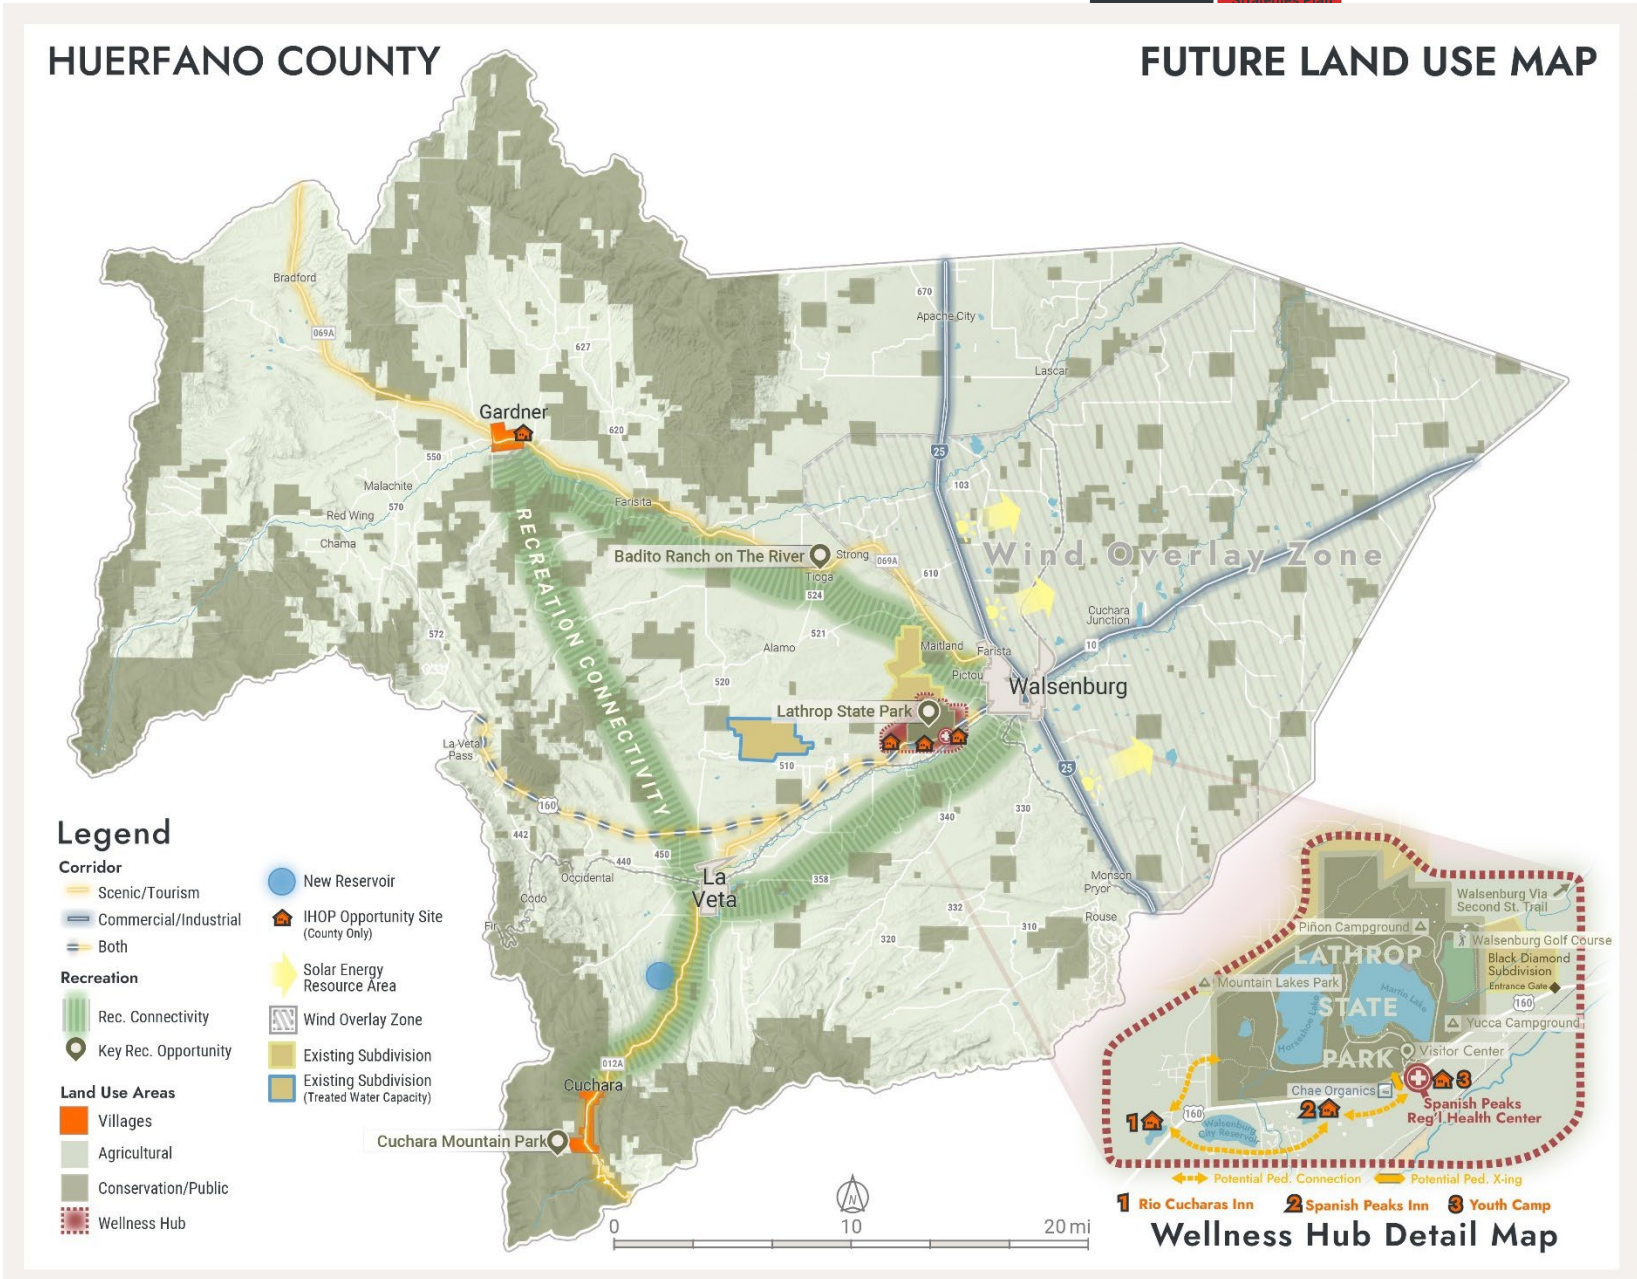 HUERFANO COUNTY
FUTURE LAND USE MAP
Bradford
069A
670
Apache City
627
Lascar
Gardner
620
550
25
Malachite
570
103
Farisita
Red Wing
Chama
RECREATION CONNECTIVITY
Badito Ranch on The River
Strong
069A
Wind Overlay Zone
Tioga
610
524
Cuchara
Junction
572
521
Alamo
Maitland
Farista
10
520
Pictou
Walsenburg
Lathrop State Park
La Veta
Pass
510
25
160
442
340
330
440
450
La
Veta
358
Occidental
Codo
Monson
Pryor
332
310
Rouse
320
012A
Cuchara
Cuchara Mountain Park
Legend
Corridor
Scenic/Tourism
Commercial/Industrial
Both
Recreation
Rec. Connectivity
Key Rec. Opportunity
Land Use Areas
Villages
Agricultural
Conservation/Public
Wellness Hub
New Reservoir
IHOP Opportunity Site
(County Only)
Solar Energy
Resource Area
Wind Overlay Zone
Existing Subdivision
Existing Subdivision
(Treated Water Capacity)
N
0 10 20 mi
Walsenburg Via
Second St. Trail
Piñon Campground
Walsenburg Golf Course
LATHROP
STATE
PARK
Black Diamond
Subdivision
Entrance Gate
Mountain Lakes Park
Horseshoe Lake
Martin Lake
160
Yucca Campground
Visitor Center
Chae Organics
3
Spanish Peaks
Reg'l Health Center
1
160
2
Walsenburg
City Reservoir
Potential Ped. Connection
Potential Ped. X-ing
1 Rio Cucharas Inn
2 Spanish Peaks Inn
3 Youth Camp
Wellness Hub Detail Map